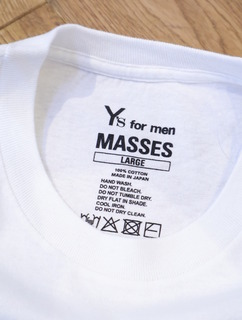 Y's for men
MASSES
LARGE
100% COTTON
MADE IN JAPAN
HAND WASH.
DO NOT BLEACH.
DO NOT TUMBLE DRY.
DRY FLAT IN SHADE.
COOL IRON.
DO NOT DRY CLEAN.